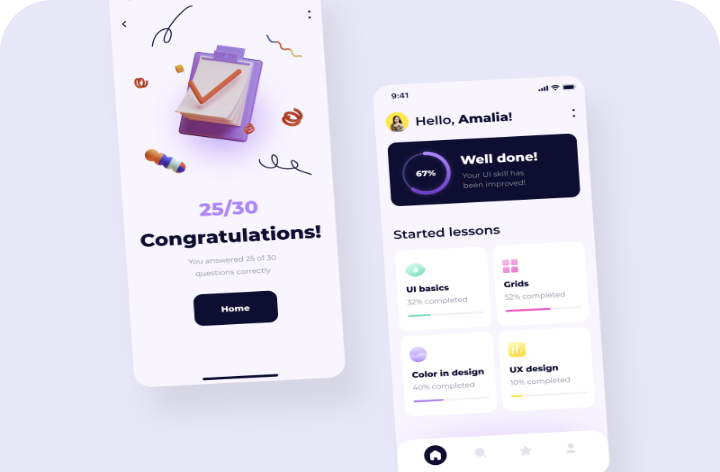 25/30
Congratulations!
You answered 25 of 30
questions correctly
Home
9:41
Hello, Amalia!
67%
Well done!
Your UI skill has
been improved!
Started lessons
UI basics
32% completed
Grids
52% completed
Color in design
40% completed
UX design
10% completed